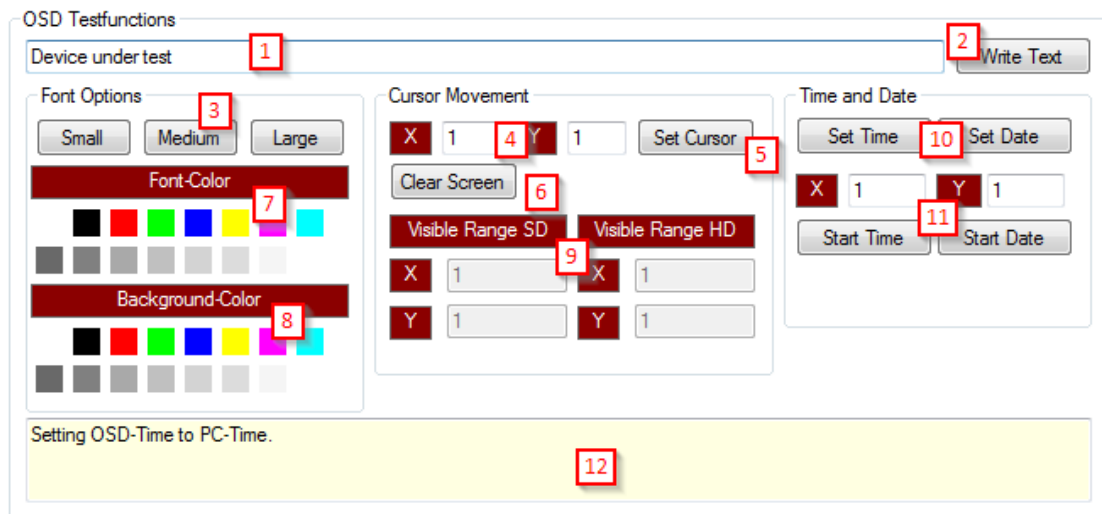 OSD Testfunctions
Device under test 1
2 Write Text
Font Options
3
Small Medium Large
Font-Color
7
Background-Color
8
Cursor Movement
X 1 4 Y 1 Set Cursor 5
Clear Screen 6
Visible Range SD Visible Range HD
9
X 1 X 1
Y 1 Y 1
Time and Date
Set Time 10 Set Date
X 1 Y 1
11
Start Time Start Date
Setting OSD-Time to PC-Time.
12